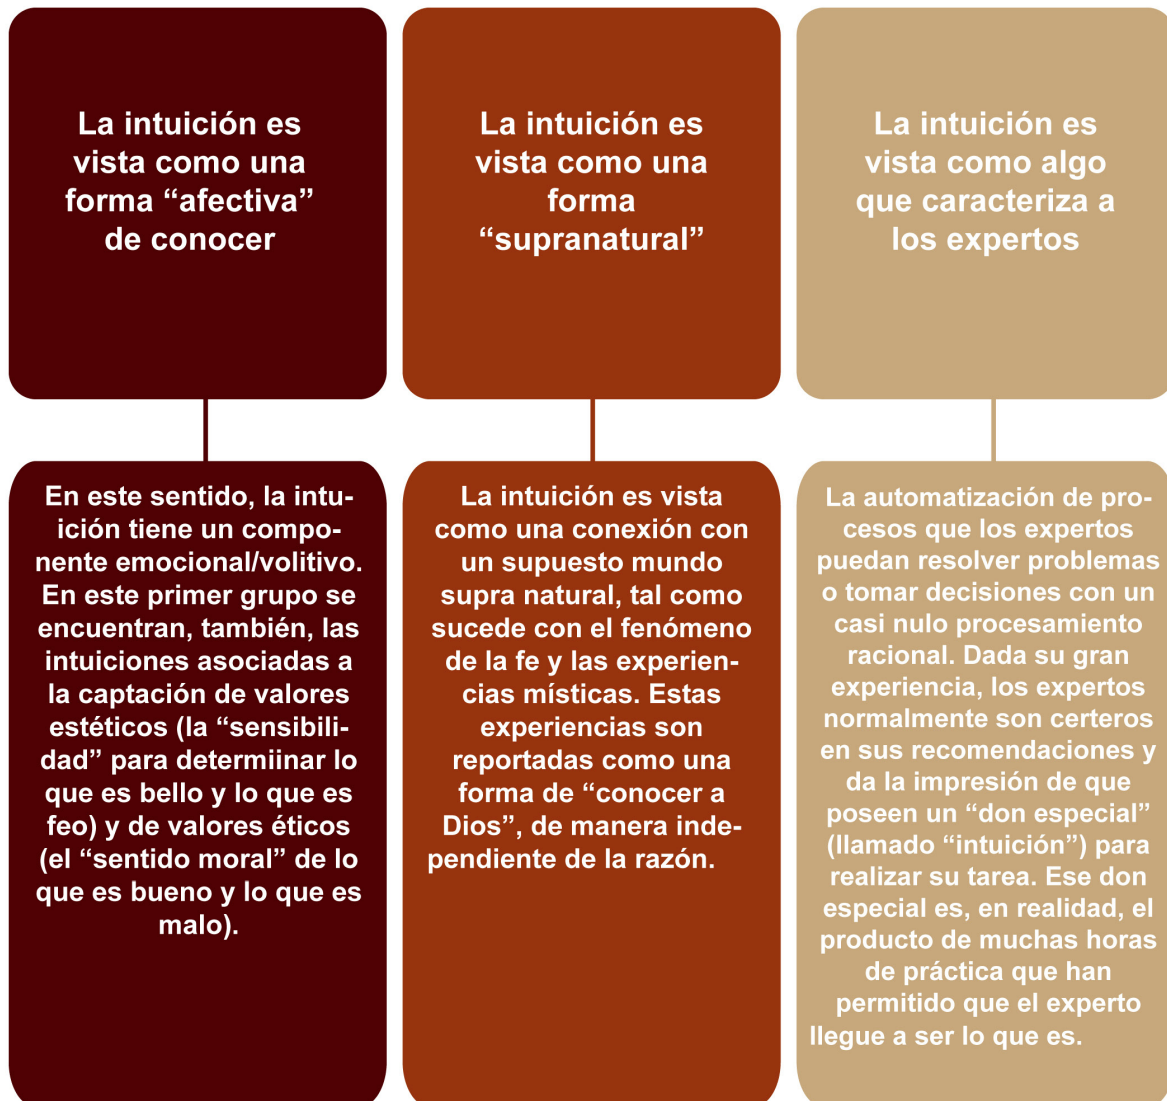 La intuición es
vista como una
forma “afectiva”
de conocer
En este sentido, la intu-
ición tiene un compo-
nente emocional/volitivo.
En este primer grupo se
encuentran, también, las
intuiciones asociadas a
la captación de valores
estéticos (la “sensibili-
dad” para determiinar lo
que es bello y lo que es
feo) y de valores éticos
(el “sentido moral” de lo
que es bueno y lo que es
malo).
La intuición es
vista como una
forma
“supranatural”
La intuición es vista
como una conexión con
un supuesto mundo
supra natural, tal como
sucede con el fenómeno
de la fe y las experien-
cias místicas. Estas
experiencias son
reportadas como una
forma de “conocer a
Dios”, de manera inde-
pendiente de la razón.
La intuición es
vista como algo
que caracteriza a
los expertos
La automatización de pro-
cesos que los expertos
puedan resolver problemas
o tomar decisiones con un
casi nulo procesamiento
racional. Dada su gran
experiencia, los expertos
normalmente son certeros
en sus recomendaciones y
da la impresión de que
poseen un “don especial”
(llamado “intuición”) para
realizar su tarea. Ese don
especial es, en realidad, el
producto de muchas horas
de práctica que han
permitido que el experto
llegue a ser lo que es.